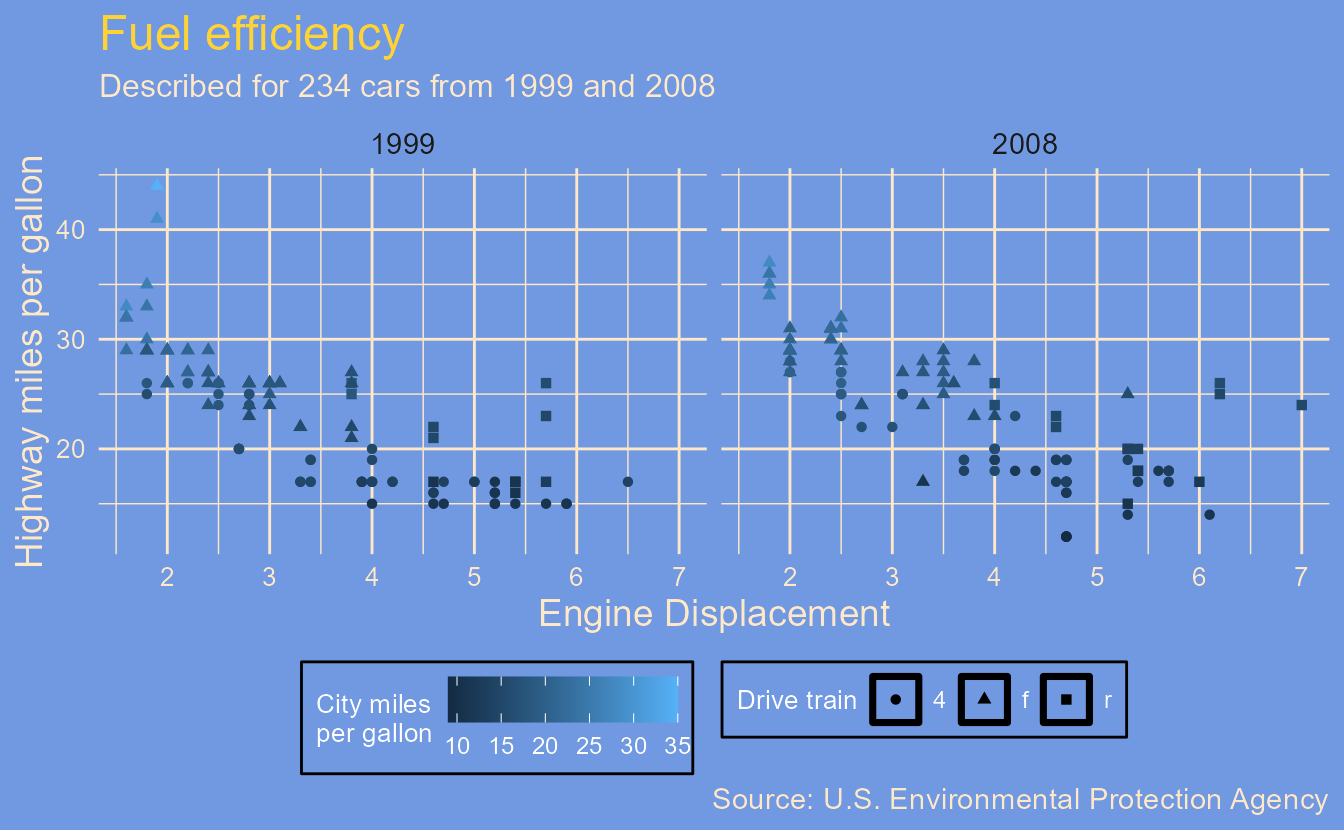 Fuel efficiency
Described for 234 cars from 1999 and 2008
1999
2008
Highway miles per gallon
40
30
20
2 3 4 5 6 7
2 3 4 5 6 7
Engine Displacement
City miles
per gallon
10 15 20 25 30 35
Drive train 4 f r
Source: U.S. Environmental Protection Agency